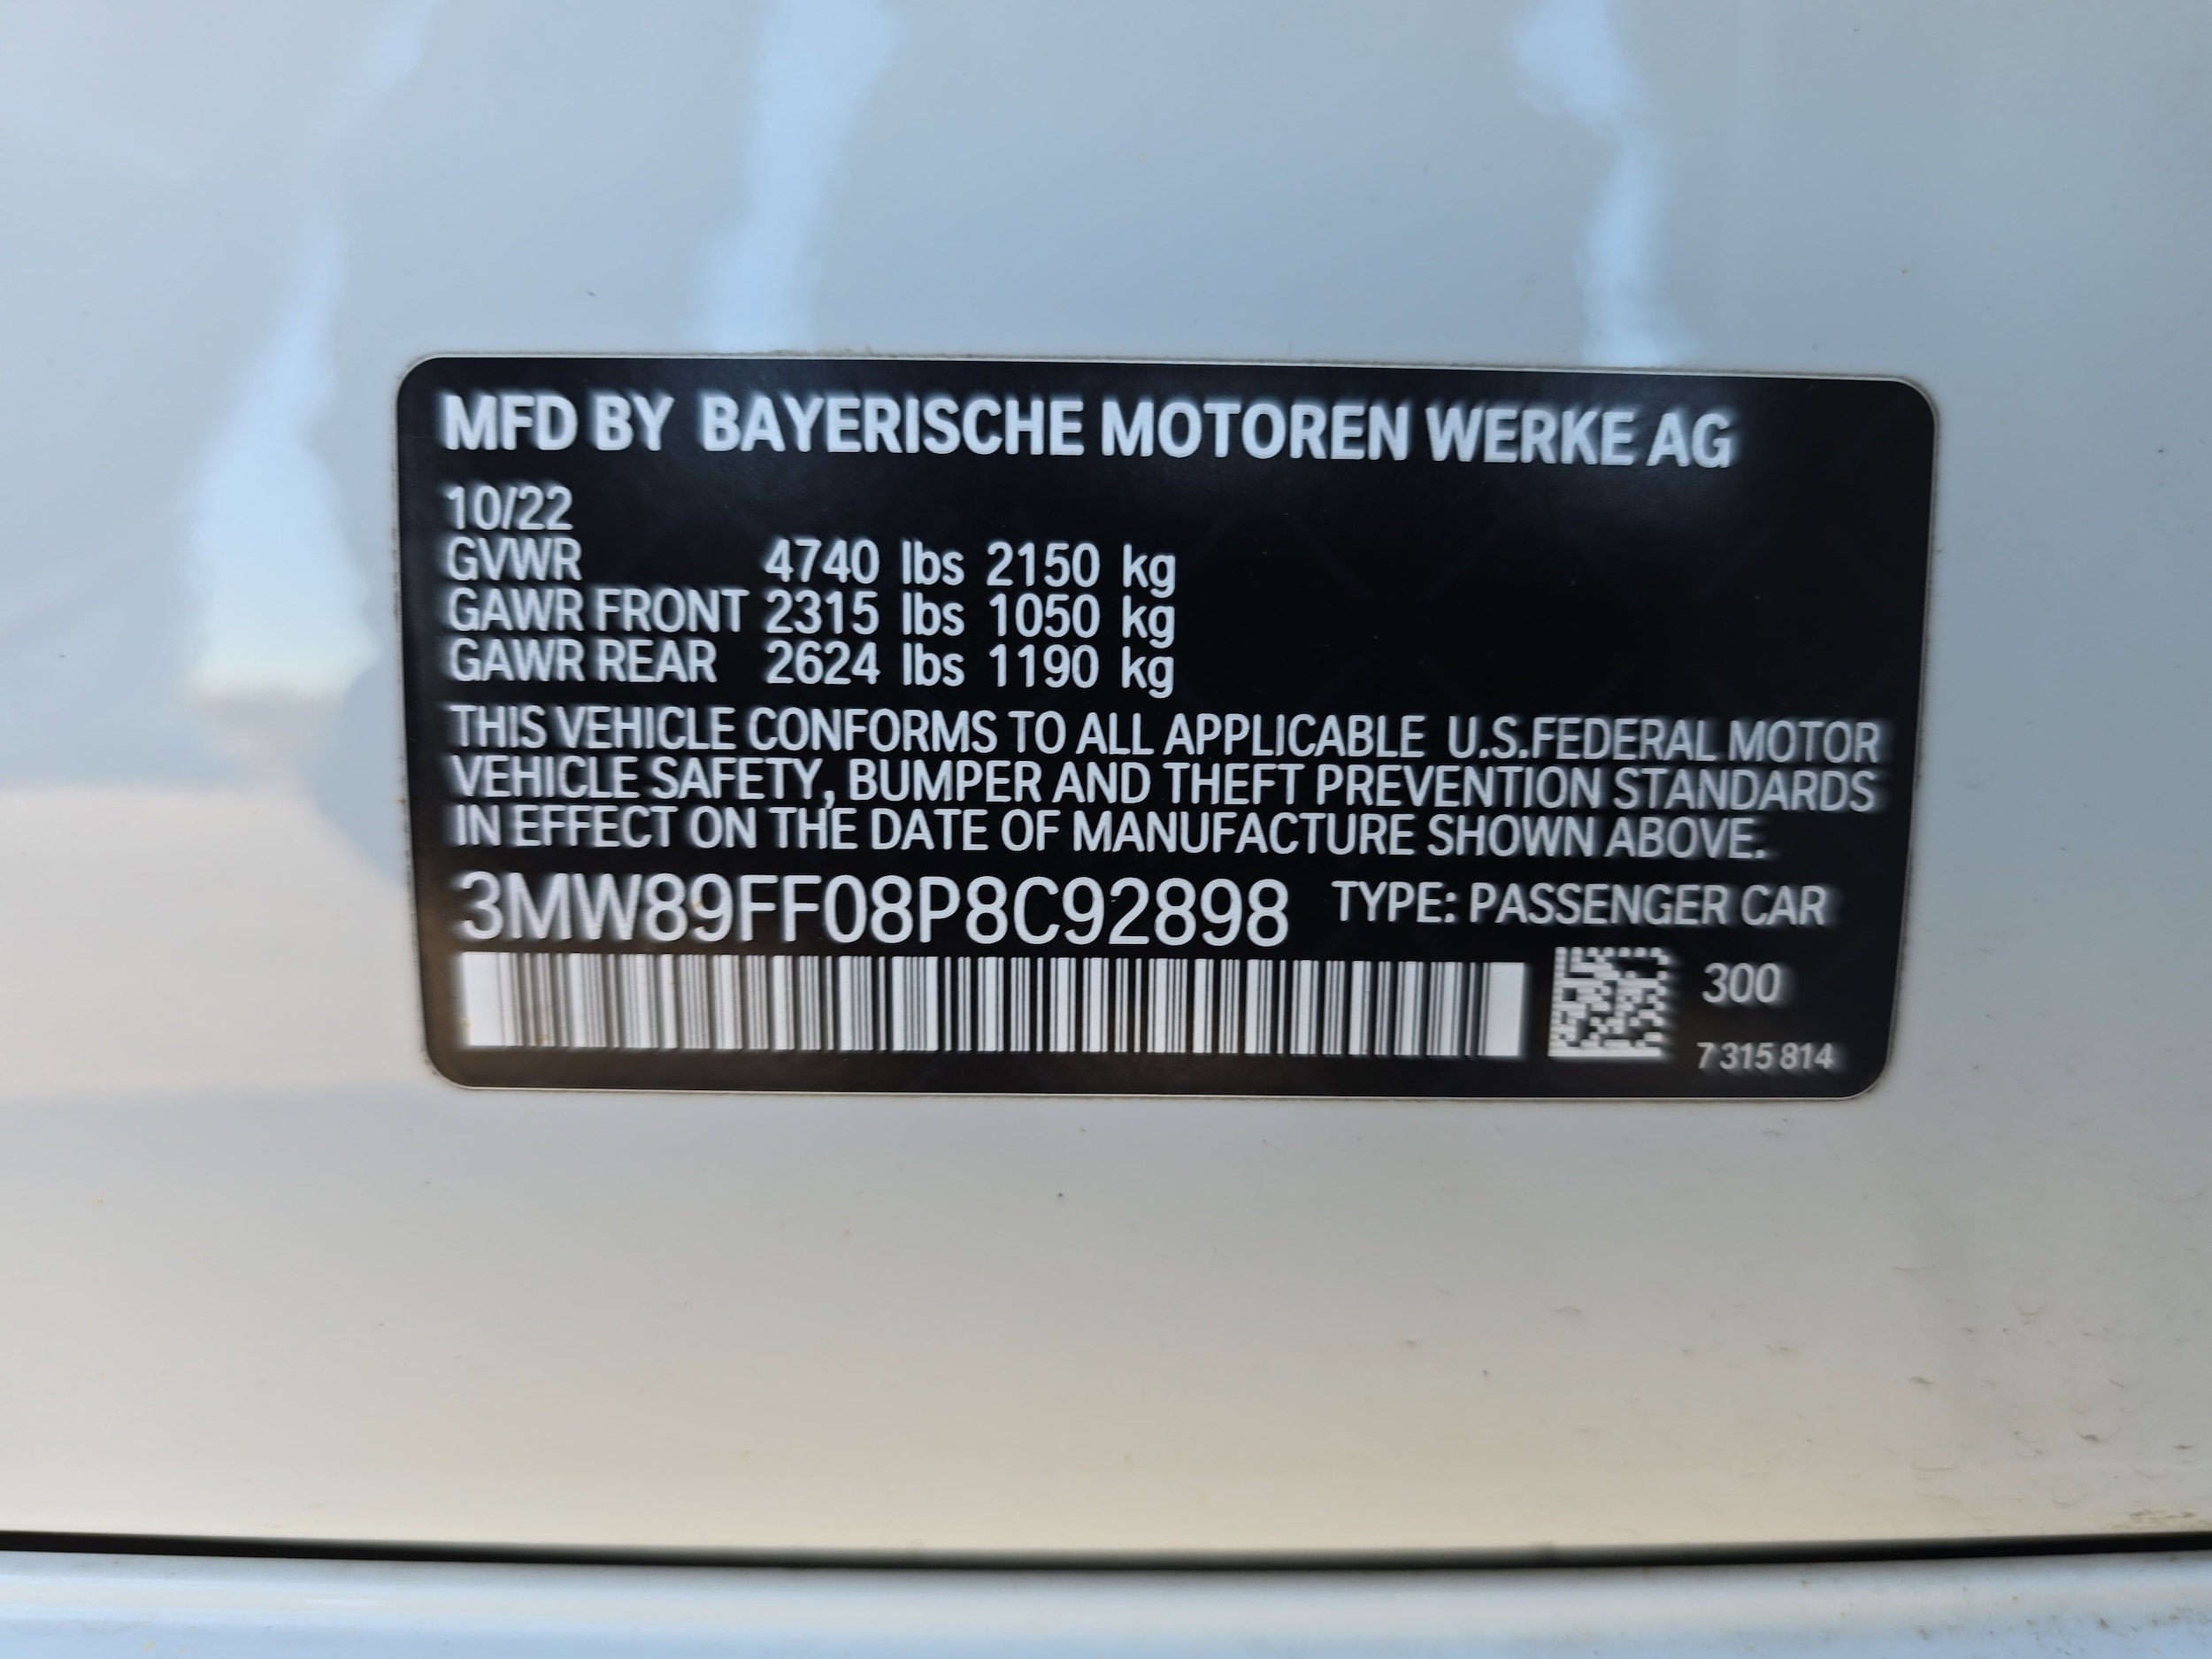 MFD BY BAYERISCHE MOTOREN WERKE AG
10/22
GVWR 4740 lbs 2150 kg
GAWR FRONT 2315 lbs 1050 kg
GAWR REAR 2624 lbs 1190 kg
THIS VEHICLE CONFORMS TO ALL APPLICABLE U.S.FEDERAL MOTOR
VEHICLE SAFETY, BUMPER AND THEFT PREVENTION STANDARDS
IN EFFECT ON THE DATE OF MANUFACTURE SHOWN ABOVE.
3MW89FF08P8C92898 TYPE: PASSENGER CAR
300
7 315 814